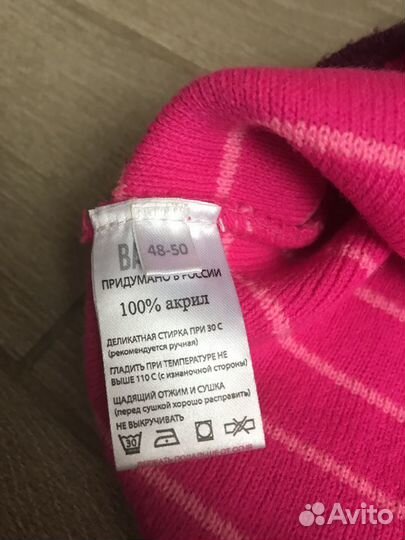 BA
48-50
ПРИДУМАНО В РОССИИ
100% акрил
ДЕЛИКАТНАЯ СТИРКА ПРИ 30 С
(рекомендуется ручная)
ГЛАДИТЬ ПРИ ТЕМПЕРАТУРЕ НЕ
ВЫШЕ 110 С (с изнаночной стороны)
ЩАДЯЩИЙ ОТЖИМ И СУШКА
(перед сушкой хорошо расправить)
НЕ ВЫКРУЧИВАТЬ
30
Avito